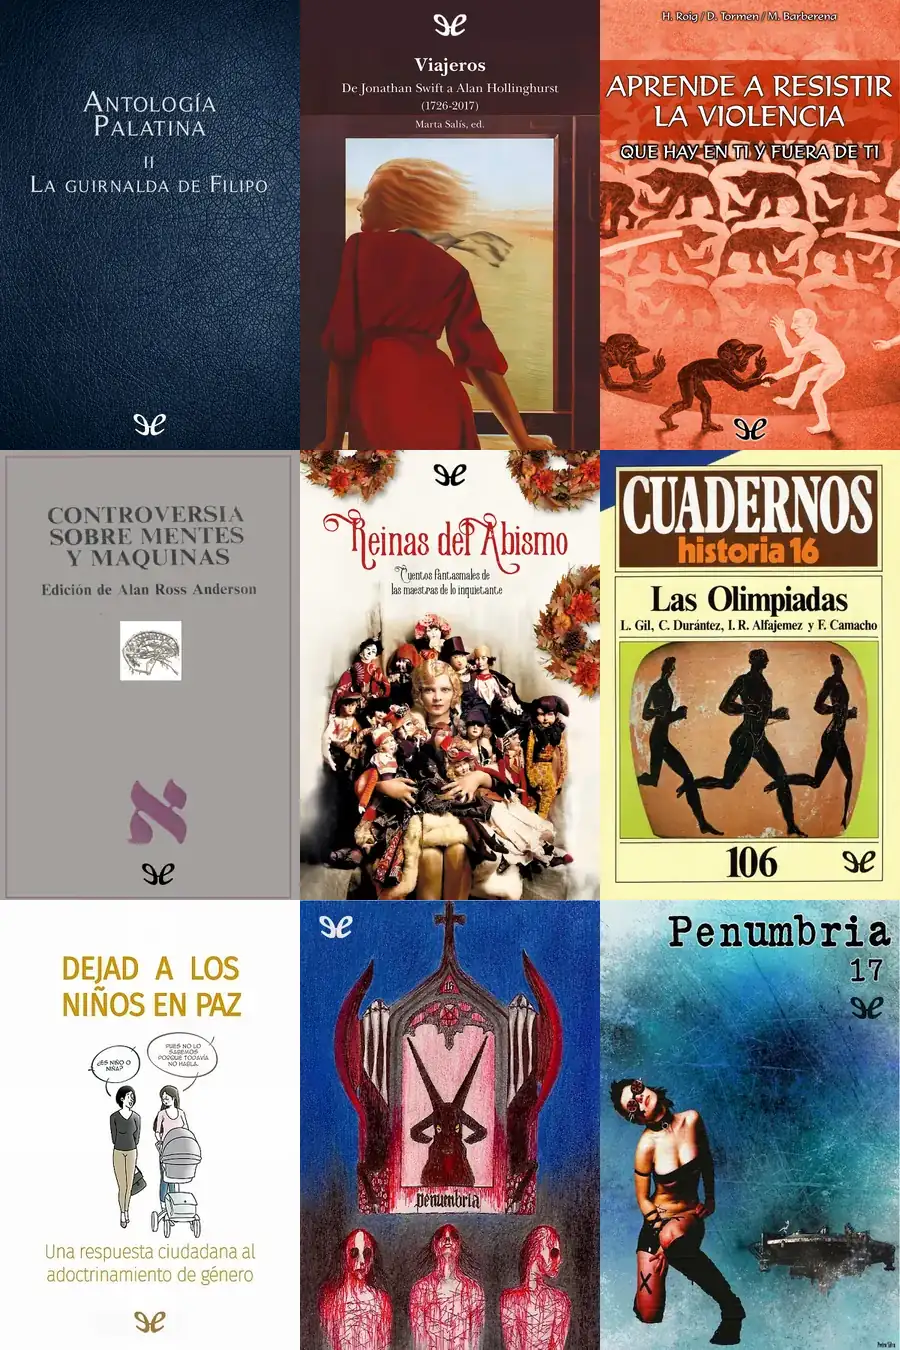 ANTOLOGÍA
PALATINA
II
LA GUIRNALDA DE FILIPO
Viajeros
De Jonathan Swift a Alan Hollinghurst
(1726-2017)
Marta Salís, ed.
H. Roig / D. Tormen / M. Barberena
APRENDE A RESISTIR
LA VIOLENCIA
QUE HAY EN TI Y FUERA DE TI
CONTROVERSIA
SOBRE MENTES
Y MAQUINAS
Edición de Alan Ross Anderson
א
Reinas del Abismo
Cuentos fantasmales de
las maestras de lo inquietante
CUADERNOS
historia 16
Las Olimpiadas
L. Gil, C. Durántez, I. R. Alfajemez y F. Camacho
106
DEJAD A LOS
NIÑOS EN PAZ
¿ES NIÑO O
NIÑA?
PUES NO LO
SABEMOS
PORQUE TODAVÍA
NO HABLA.
Una respuesta ciudadana al
adoctrinamiento de género
penumbria
Penumbria
17